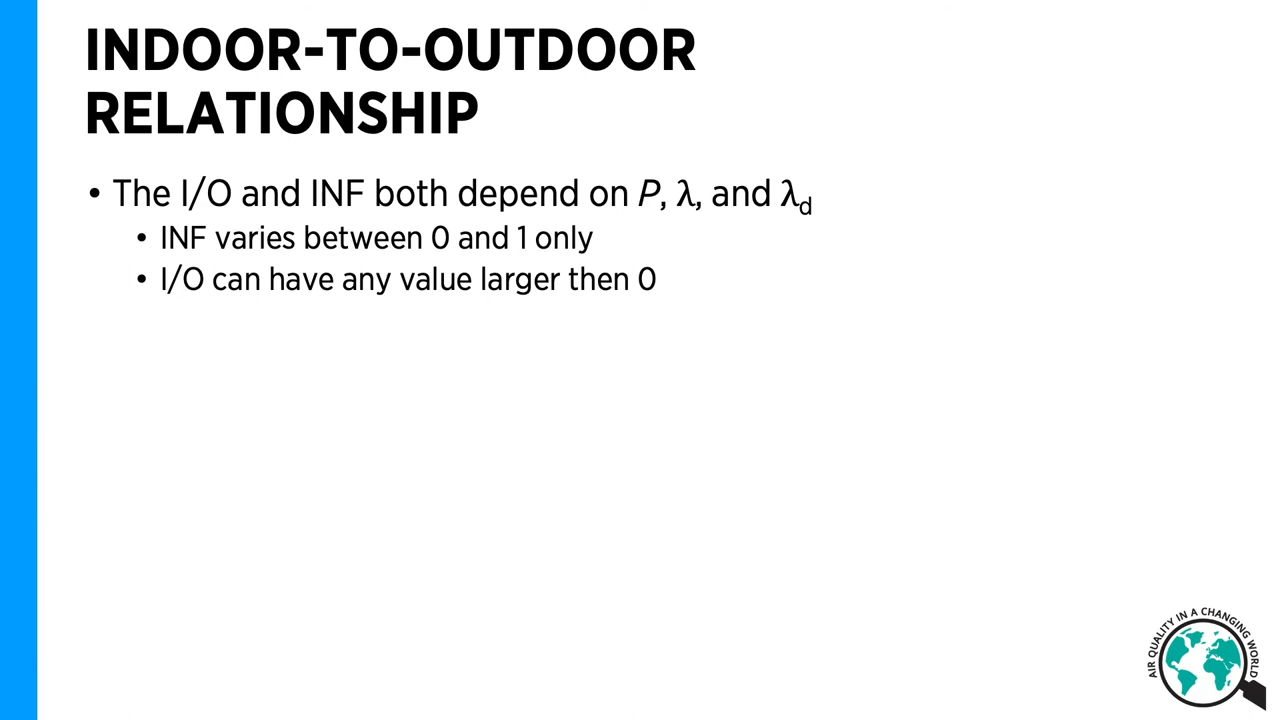 INDOOR-TO-OUTDOOR
RELATIONSHIP
• The I/O and INF both depend on P, λ, and λd
• INF varies between 0 and 1 only
• I/O can have any value larger then 0
AIR QUALITY IN A CHANGING WORLD